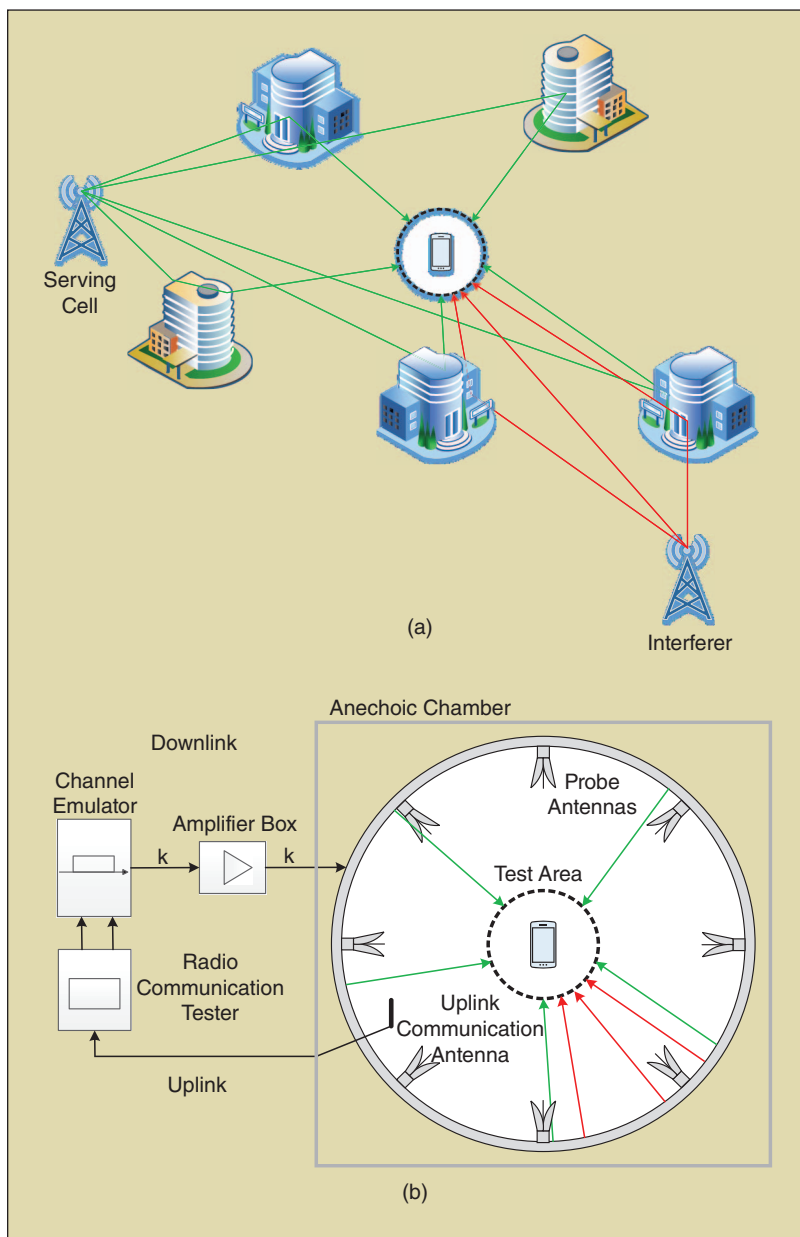 Serving
Cell
Interferer
(a)
Anechoic Chamber
Downlink
Channel
Emulator
Amplifier Box
k
k
Probe
Antennas
Test Area
Radio
Communication
Tester
Uplink
Communication
Antenna
Uplink
(b)